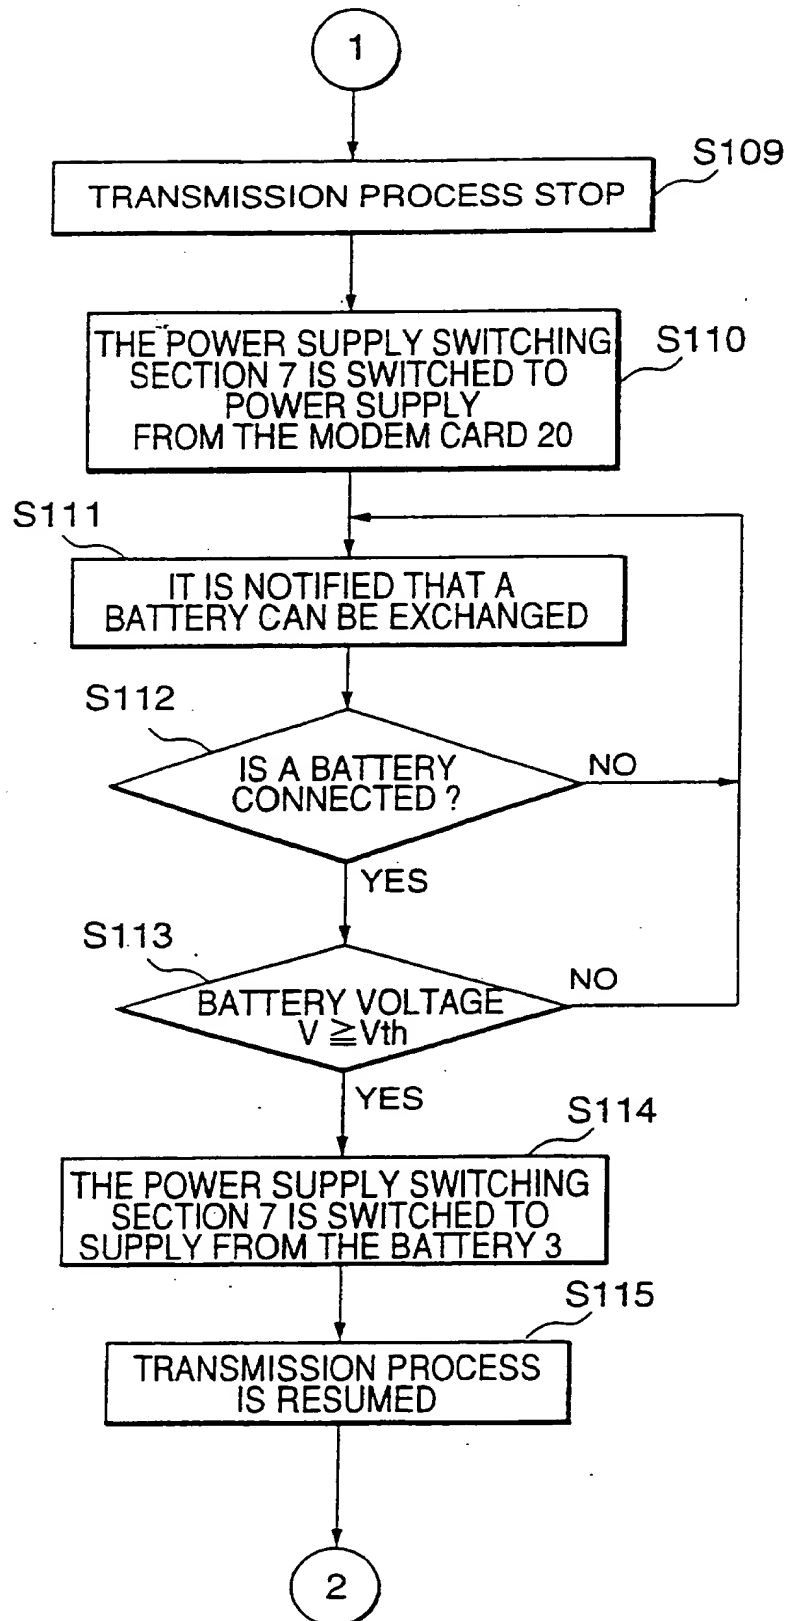 1
S109
TRANSMISSION PROCESS STOP
S110
THE POWER SUPPLY SWITCHING
SECTION 7 IS SWITCHED TO
POWER SUPPLY
FROM THE MODEM CARD 20
S111
IT IS NOTIFIED THAT A
BATTERY CAN BE EXCHANGED
S112
IS A BATTERY
CONNECTED ?
NO
YES
S113
BATTERY VOLTAGE
V ≧ Vth
NO
YES
S114
THE POWER SUPPLY SWITCHING
SECTION 7 IS SWITCHED TO
SUPPLY FROM THE BATTERY 3
S115
TRANSMISSION PROCESS
IS RESUMED
2